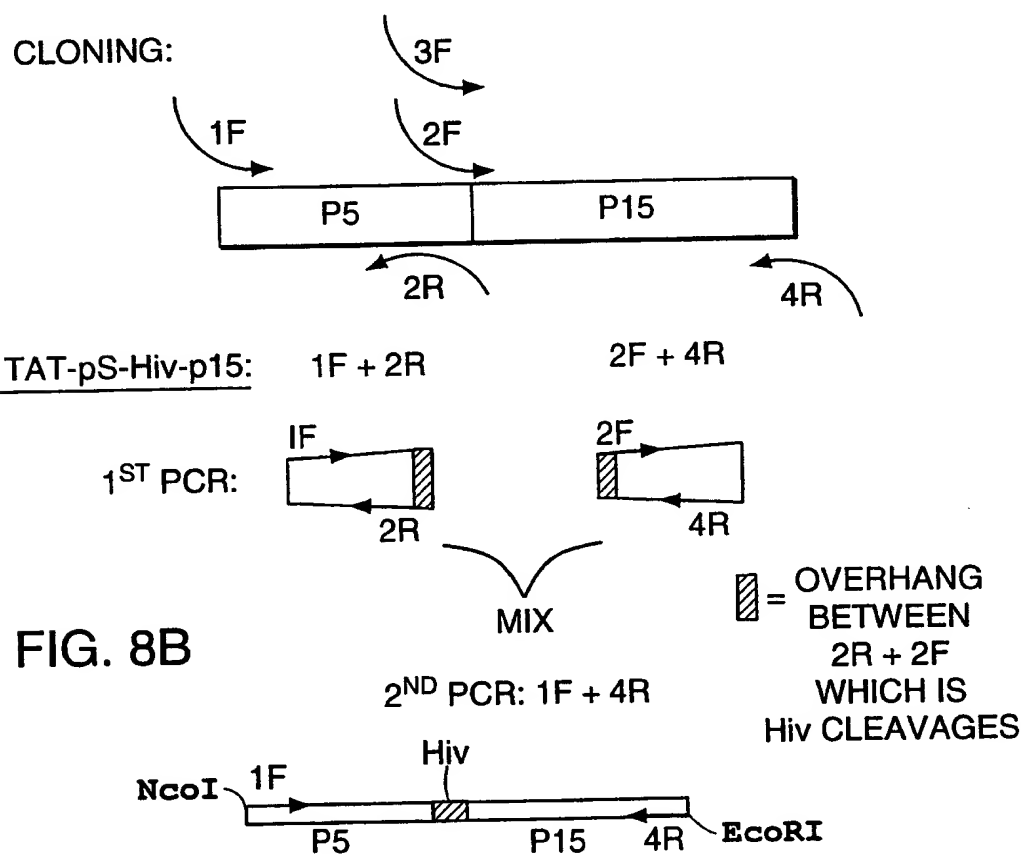 CLONING:
3F
1F
2F
P5 P15
2R
4R
TAT-pS-Hiv-p15: 1F + 2R 2F + 4R
1ST PCR:
IF
2R
2F
4R
MIX
= OVERHANG
BETWEEN
2R + 2F
WHICH IS
Hiv CLEAVAGES
FIG. 8B
2ND PCR: 1F + 4R
Hiv
NcoI 1F
P5 P15 4R EcoRI